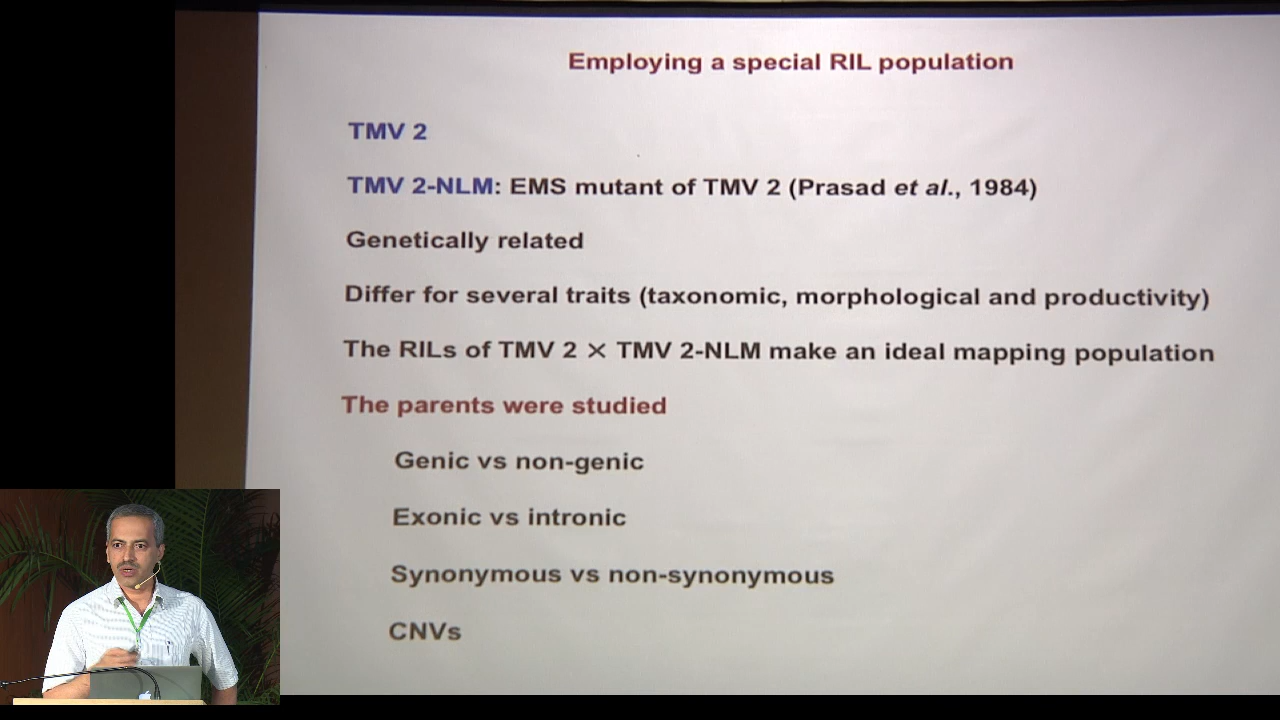 Employing a special RIL population
TMV 2
TMV 2-NLM: EMS mutant of TMV 2 (Prasad et al., 1984)
Genetically related
Differ for several traits (taxonomic, morphological and productivity)
The RILs of TMV 2 × TMV 2-NLM make an ideal mapping population
The parents were studied
Genic vs non-genic
Exonic vs intronic
Synonymous vs non-synonymous
CNVs